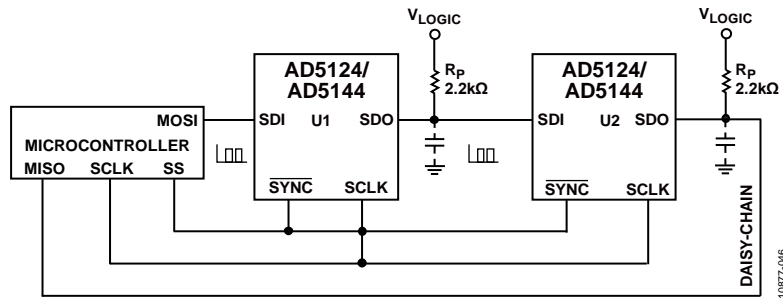 VLOGIC
VLOGIC
AD5124/
AD5144
RP
2.2kΩ
AD5124/
AD5144
RP
2.2kΩ
MOSI
SDI
U1
SDO
SDI
U2
SDO
MICROCONTROLLER
MISO
SCLK
SS
SYNC
SCLK
SYNC
SCLK
DAISY-CHAIN
10877-046